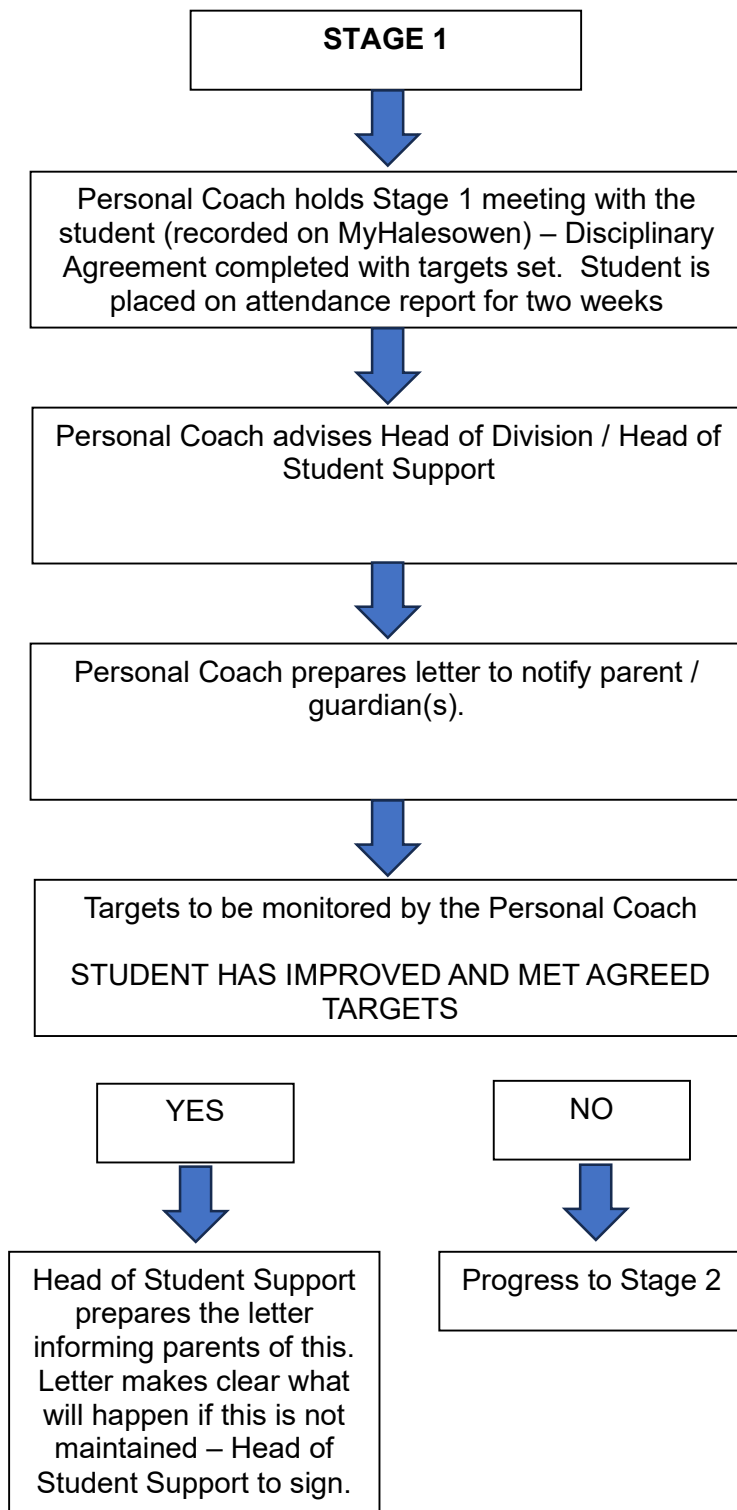 STAGE 1
Personal Coach holds Stage 1 meeting with the
student (recorded on MyHalesowen) – Disciplinary
Agreement completed with targets set.  Student is
placed on attendance report for two weeks
Personal Coach advises Head of Division / Head of
Student Support
Personal Coach prepares letter to notify parent /
guardian(s).
Targets to be monitored by the Personal Coach
STUDENT HAS IMPROVED AND MET AGREED
TARGETS
YES
NO
Head of Student Support
prepares the letter
informing parents of this.
Letter makes clear what
will happen if this is not
maintained – Head of
Student Support to sign.
Progress to Stage 2